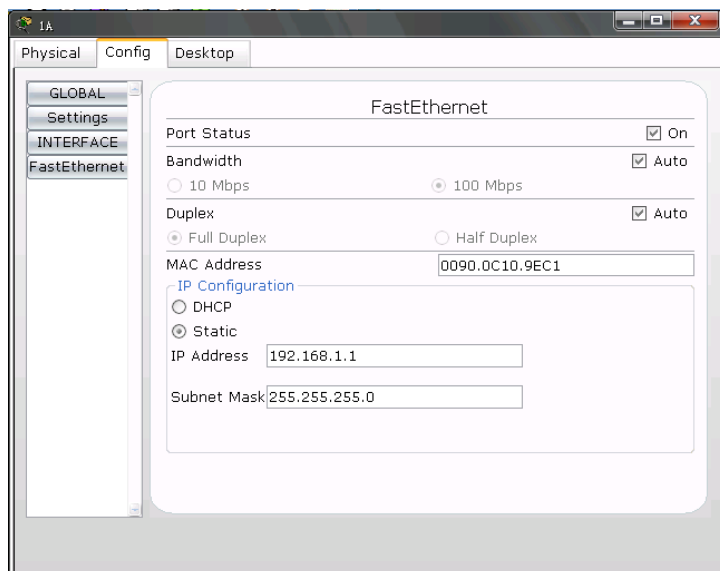 1A
Physical Config Desktop
GLOBAL
Settings
INTERFACE
FastEthernet
FastEthernet
Port Status On
Bandwidth Auto
10 Mbps 100 Mbps
Duplex Auto
Full Duplex Half Duplex
MAC Address 0090.0C10.9EC1
IP Configuration
DHCP
Static
IP Address 192.168.1.1
Subnet Mask 255.255.255.0